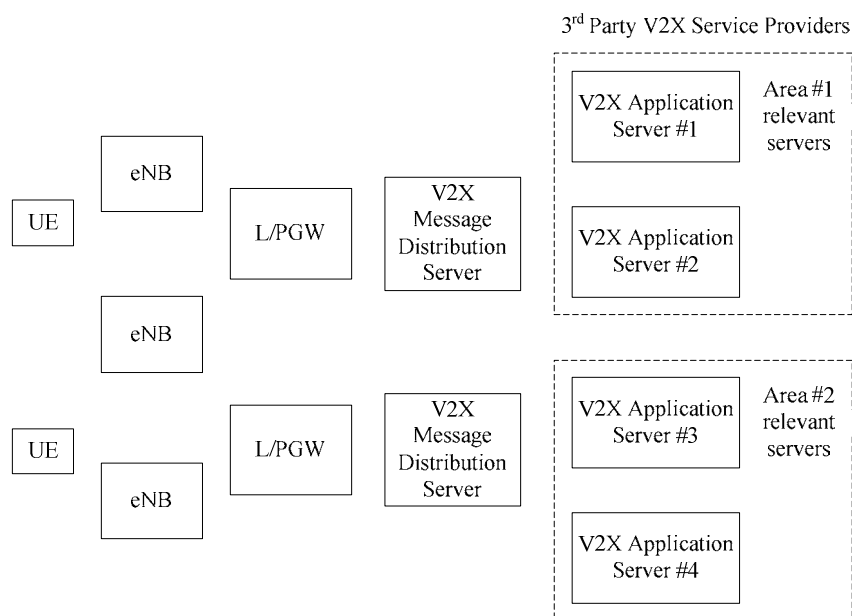 3rd Party V2X Service Providers
V2X Application
Server #1
Area #1
relevant
servers
eNB
UE
L/PGW
V2X
Message
Distribution
Server
V2X Application
Server #2
eNB
V2X Application
Server #3
Area #2
relevant
servers
UE
L/PGW
V2X
Message
Distribution
Server
eNB
V2X Application
Server #4